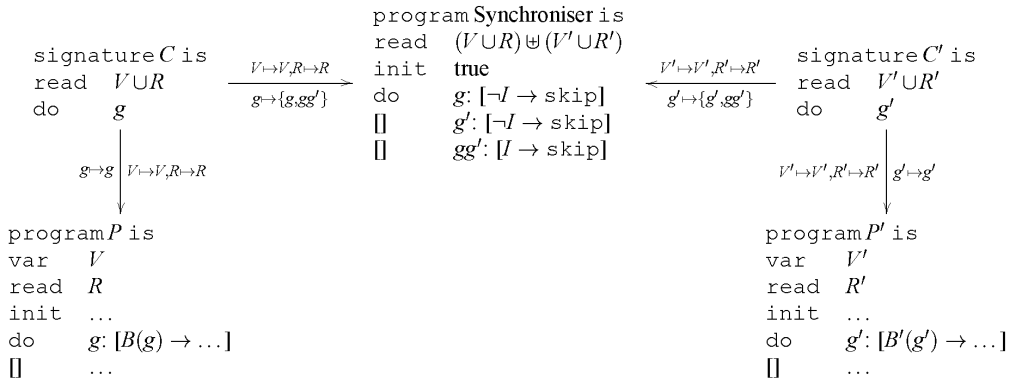 program Synchroniser is
read (V ∪ R) ⊎ (V′ ∪ R′)
init true
do g: [¬I → skip]
[] g′: [¬I → skip]
[] gg′: [I → skip]
signature C is
read V ∪ R
do g
V↦V,R↦R
g↦{g,gg′}
V′↦V′,R′↦R′
g′↦{g′,gg′}
signature C′ is
read V′ ∪ R′
do g′
g↦g V↦V,R↦R
V′↦V′,R′↦R′ g′↦g′
program P is
var V
read R
init …
do g: [B(g) → …]
[] …
program P′ is
var V′
read R′
init …
do g′: [B′(g′) → …]
[] …